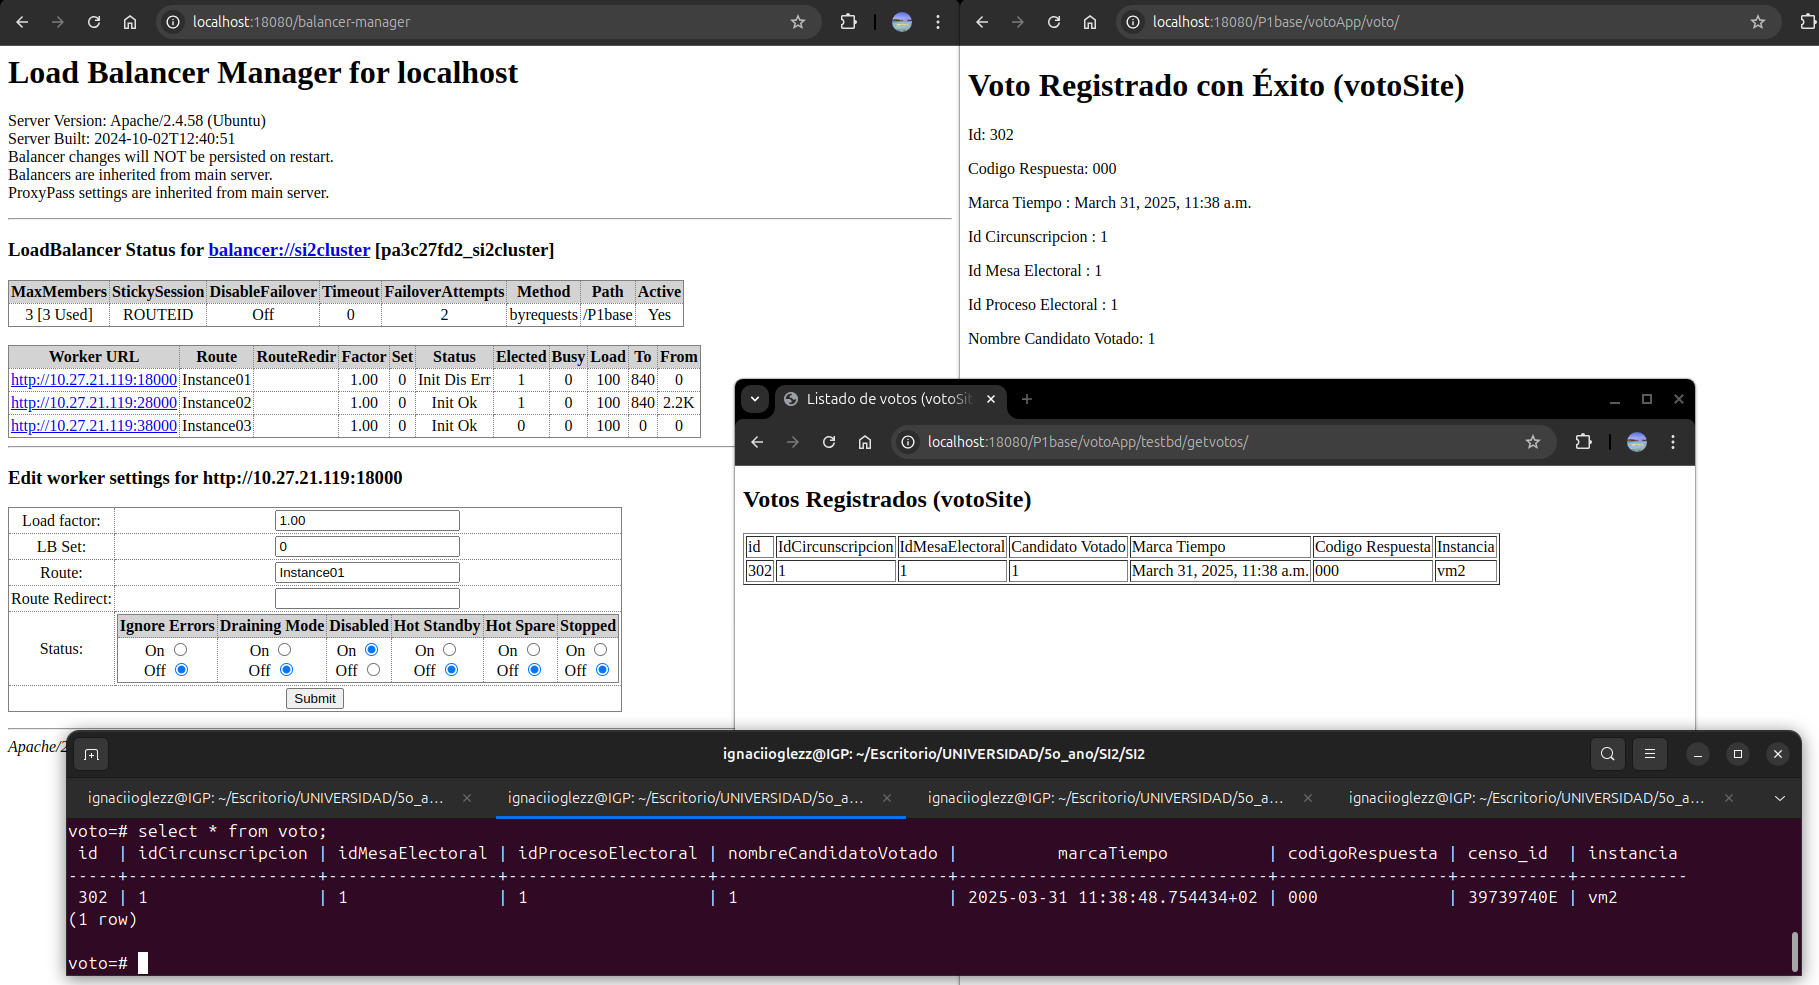 localhost:18080/balancer-manager
Load Balancer Manager for localhost
Server Version: Apache/2.4.58 (Ubuntu)
Server Built: 2024-10-02T12:40:51
Balancer changes will NOT be persisted on restart.
Balancers are inherited from main server.
ProxyPass settings are inherited from main server.
LoadBalancer Status for balancer://si2cluster [pa3c27fd2_si2cluster]
MaxMembers StickySession DisableFailover Timeout FailoverAttempts Method Path Active
3 [3 Used] ROUTEID Off 0 2 byrequests /P1base Yes
Worker URL Route RouteRedir Factor Set Status Elected Busy Load To From
http://10.27.21.119:18000 Instance01 1.00 0 Init Dis Err 1 0 100 840 0
http://10.27.21.119:28000 Instance02 1.00 0 Init Ok 1 0 100 840 2.2K
http://10.27.21.119:38000 Instance03 1.00 0 Init Ok 0 0 100 0 0
Edit worker settings for http://10.27.21.119:18000
Load factor: 1.00
LB Set: 0
Route: Instance01
Route Redirect:
Status:
Ignore Errors Draining Mode Disabled Hot Standby Hot Spare Stopped
On On On On On On
Off Off Off Off Off Off
Submit
Apache/2
localhost:18080/P1base/votoApp/voto/
Voto Registrado con Éxito (votoSite)
Id: 302
Codigo Respuesta: 000
Marca Tiempo : March 31, 2025, 11:38 a.m.
Id Circunscripcion : 1
Id Mesa Electoral : 1
Id Proceso Electoral : 1
Nombre Candidato Votado: 1
Listado de votos (votoSit
localhost:18080/P1base/votoApp/testbd/getvotos/
Votos Registrados (votoSite)
id IdCircunscripcion IdMesaElectoral Candidato Votado Marca Tiempo Codigo Respuesta Instancia
302 1 1 1 March 31, 2025, 11:38 a.m. 000 vm2
ignaciioglezz@IGP: ~/Escritorio/UNIVERSIDAD/5o_ano/SI2/SI2
ignaciioglezz@IGP: ~/Escritorio/UNIVERSIDAD/5o_a... ignaciioglezz@IGP: ~/Escritorio/UNIVERSIDAD/5o_a... ignaciioglezz@IGP: ~/Escritorio/UNIVERSIDAD/5o_a... ignaciioglezz@IGP: ~/Escritorio/UNIVERSIDAD/5o_a...
voto=# select * from voto;
id | idCircunscripcion | idMesaElectoral | idProcesoElectoral | nombreCandidatoVotado | marcaTiempo | codigoRespuesta | censo_id | instancia
-----+-------------------+-----------------+--------------------+-----------------------+-------------------------------+-----------------+-----------+-----------
302 | 1 | 1 | 1 | 1 | 2025-03-31 11:38:48.754434+02 | 000 | 39739740E | vm2
(1 row)
voto=#